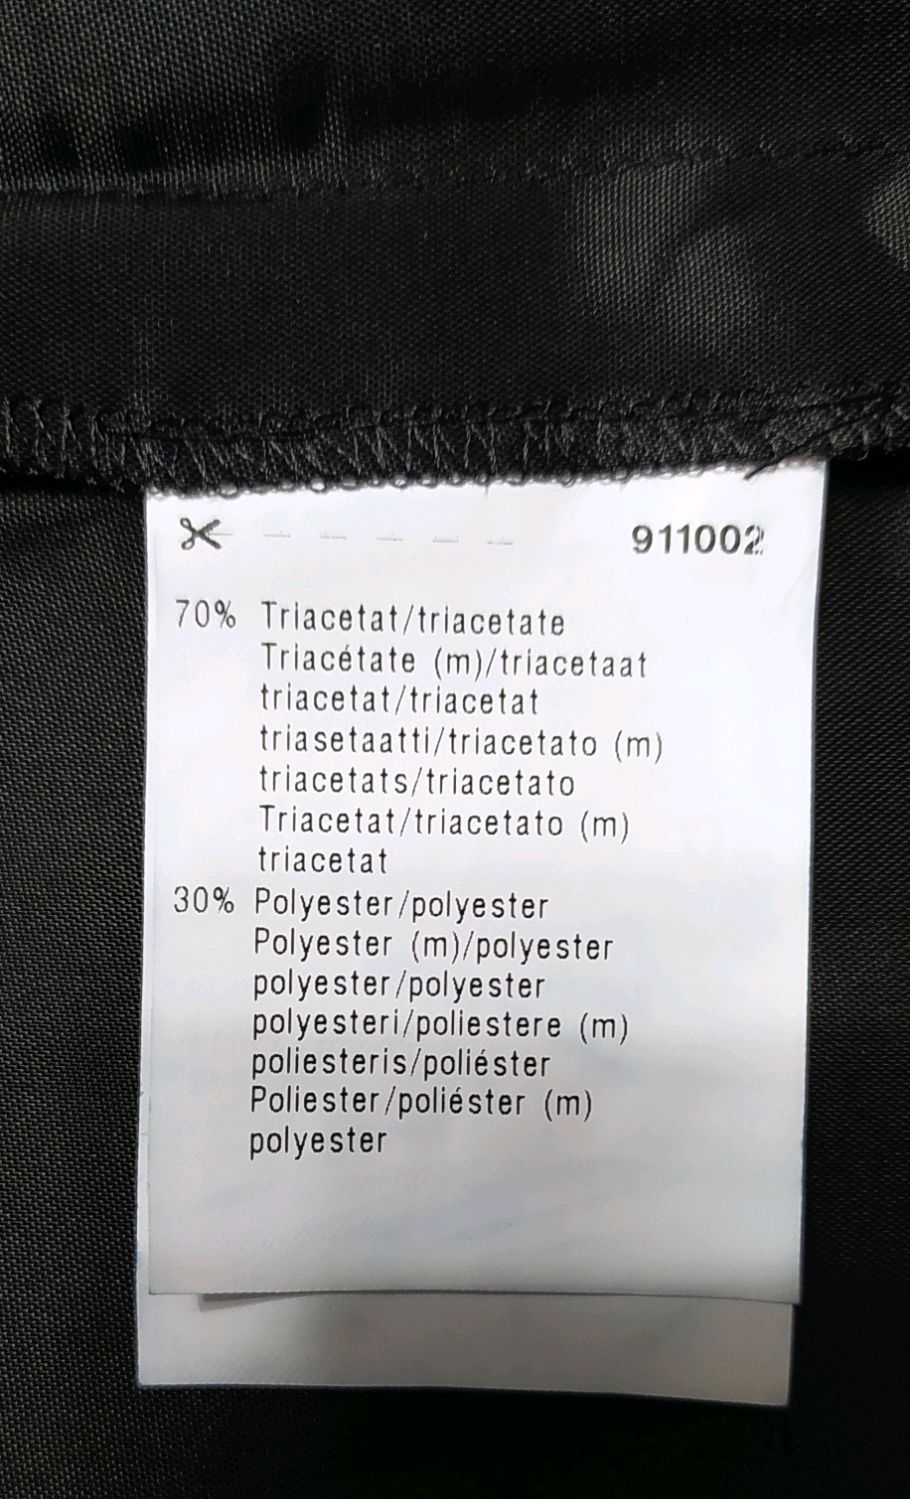 911002
70% Triacetat/triacetate
Triacétate (m)/triacetaat
triacetat/triacetat
triasetaatti/triacetato (m)
triacetats/triacetato
Triacetat/triacetato (m)
triacetat
30% Polyester/polyester
Polyester (m)/polyester
polyester/polyester
polyesteri/poliestere (m)
poliesteris/poliéster
Poliester/poliéster (m)
polyester